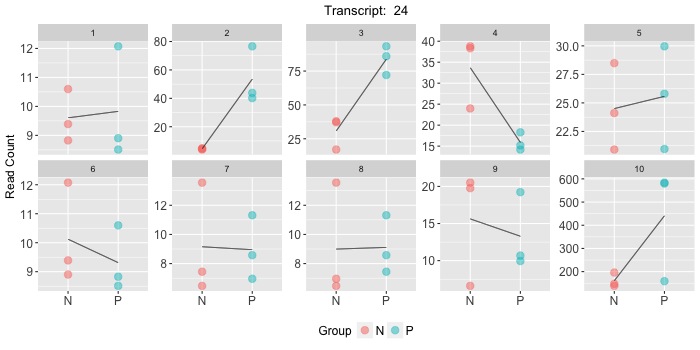 Transcript: 24
1 2 3 4 5
12 11 10 9
80 60 40 20
75 50 25
40 35 30 25 20 15
30.0 27.5 25.0 22.5
Read Count
6 7 8 9 10
12 11 10 9
12 10 8
12 10 8
20 15 10
600 500 400 300 200
N P N P N P N P N P
Group N P